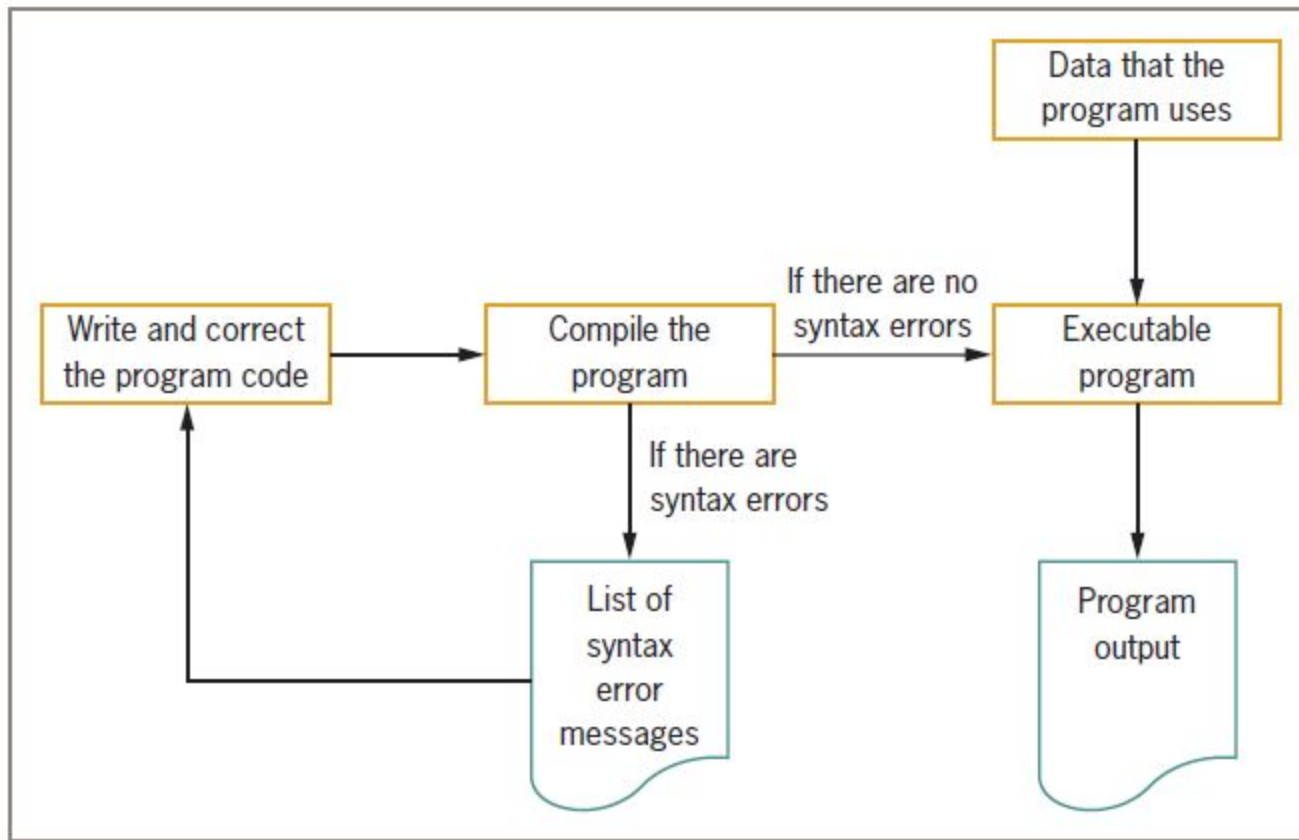 Data that the
program uses
If there are no
syntax errors
Write and correct
the program code
Compile the
program
Executable
program
If there are
syntax errors
List of
syntax
error
messages
Program
output